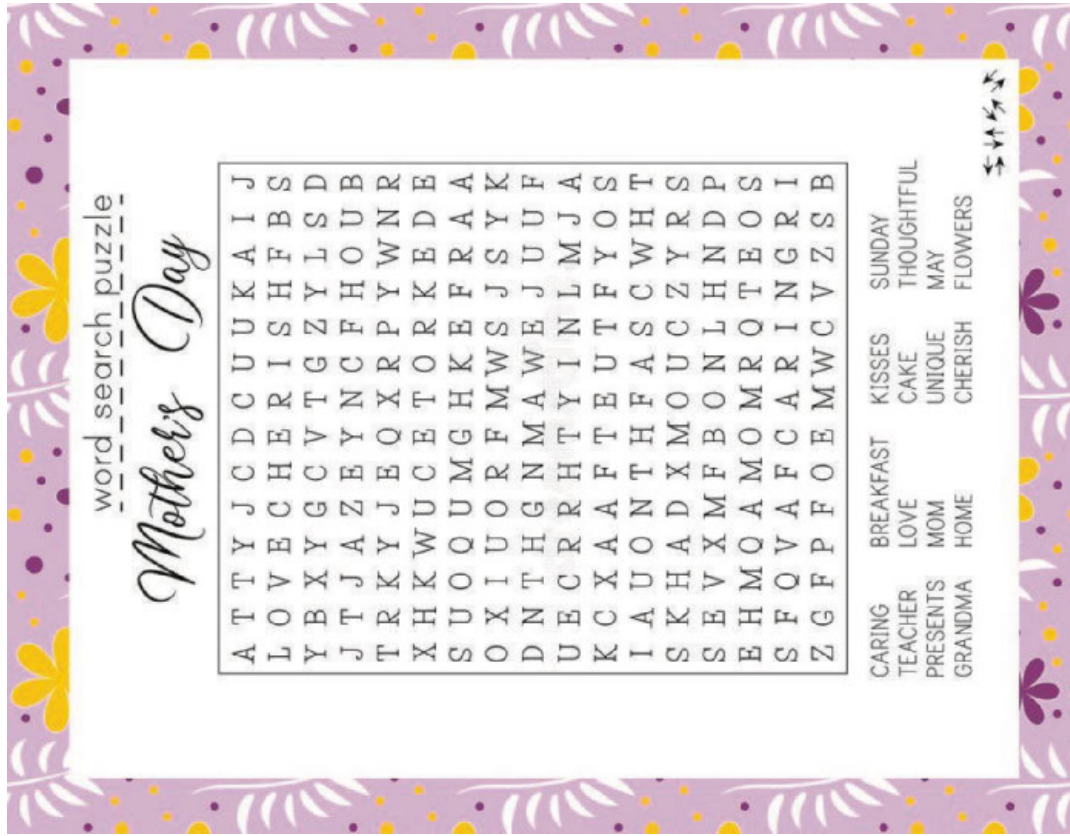 word search puzzle
Mother's Day
A T T Y J C D C U U K A I J
L O V E C H E R I S H F B S
Y B X Y G C V T G Z Y L S D
J T J A Z E Y N C F H O U B
T R K Y J E Q X R P Y W N R
X H K W U C E T O R K E D E
S U O Q U M G H K E F R A A
O X I U O R F M W S J S Y K
D N T H G N M A W E J U U F
U E C R R H T Y I N L M J A
K C X A A F T E U T F Y O S
I A U O N T H F A S C W H T
S K H A D X M O U C Z Y R S
S E V X M F B O N L H N D P
E H M Q A M O M R Q T E O S
S F Q V A F C A R I N G R I
Z G F P F O E M W C V Z S B
CARING BREAKFAST KISSES SUNDAY
TEACHER LOVE CAKE THOUGHTFUL
PRESENTS MOM UNIQUE MAY
GRANDMA HOME CHERISH FLOWERS